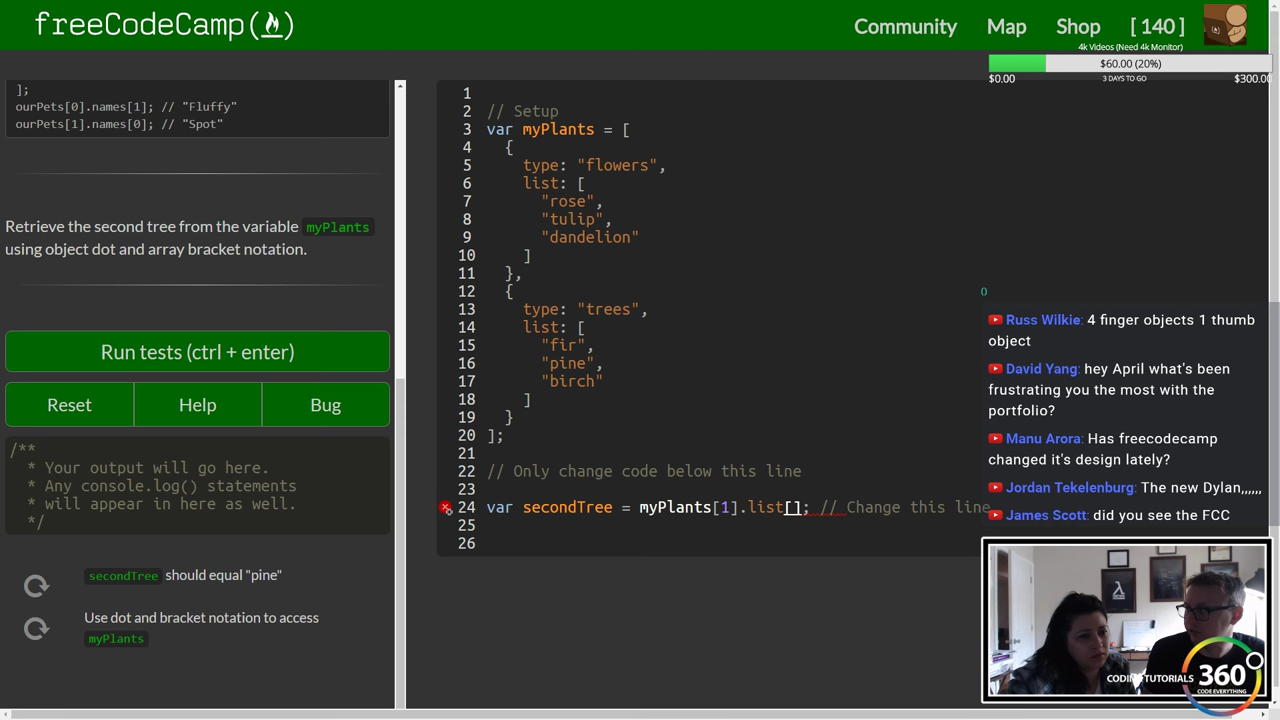 freeCodeCamp
Community
Map
Shop
[ 140 ]
4k Videos (Need 4k Monitor)
$60.00 (20%)
$0.00
3 DAYS TO GO
$300.00
];
ourPets[0].names[1]; // "Fluffy"
ourPets[1].names[0]; // "Spot"
Retrieve the second tree from the variable myPlants
using object dot and array bracket notation.
Run tests (ctrl + enter)
Reset
Help
Bug
/**
* Your output will go here.
* Any console.log() statements
* will appear in here as well.
*/
secondTree should equal "pine"
Use dot and bracket notation to access
myPlants
1
2 // Setup
3 var myPlants = [
4 {
5 type: "flowers",
6 list: [
7 "rose",
8 "tulip",
9 "dandelion"
10 ]
11 },
12 {
13 type: "trees",
14 list: [
15 "fir",
16 "pine",
17 "birch"
18 ]
19 }
20 ];
21
22 // Only change code below this line
23
24 var secondTree = myPlants[1].list[]; // Change this line
25
26
0
Russ Wilkie: 4 finger objects 1 thumb
object
David Yang: hey April what's been
frustrating you the most with the
portfolio?
Manu Arora: Has freecodecamp
changed it's design lately?
Jordan Tekelenburg: The new Dylan,,,,,,
James Scott: did you see the FCC
CODING TUTORIALS 360°
CODE EVERYTHING